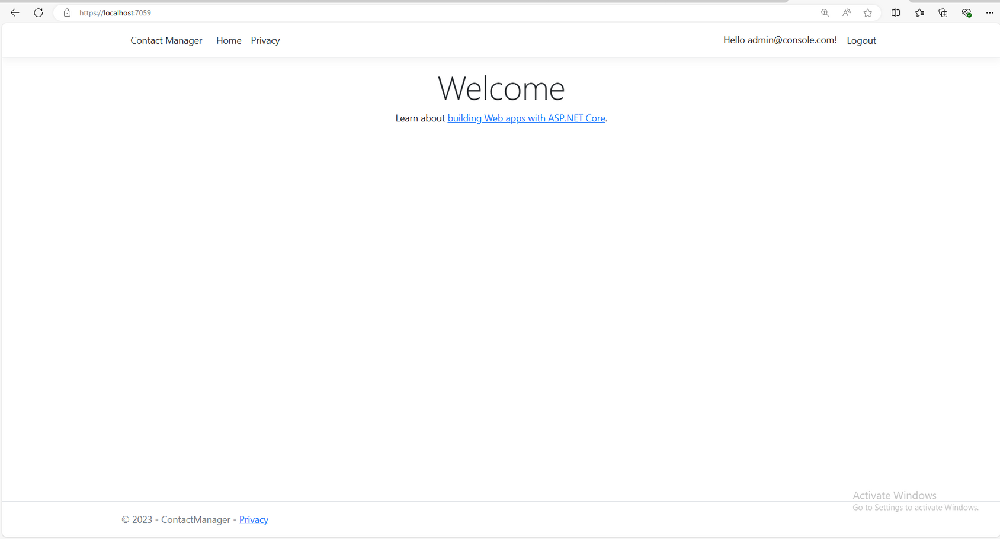 https://localhost:7059
Contact Manager Home Privacy Hello admin@console.com! Logout
Welcome
Learn about building Web apps with ASP.NET Core.
Activate Windows
Go to Settings to activate Windows.
© 2023 - ContactManager - Privacy